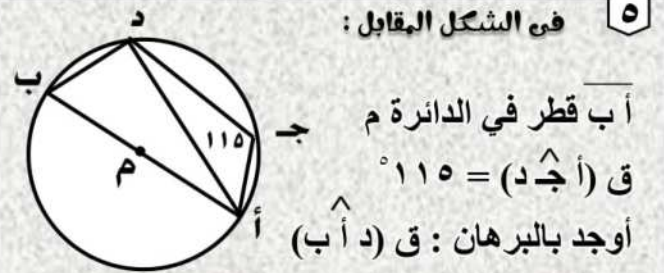 ٥ في الشكل المقابل :
أ ب قطر في الدائرة م
ق (أ جـ^ د) = ١١٥°
أوجد بالبرهان : ق (د أ^ ب)
د
ب
١١٥
جـ
م
أ